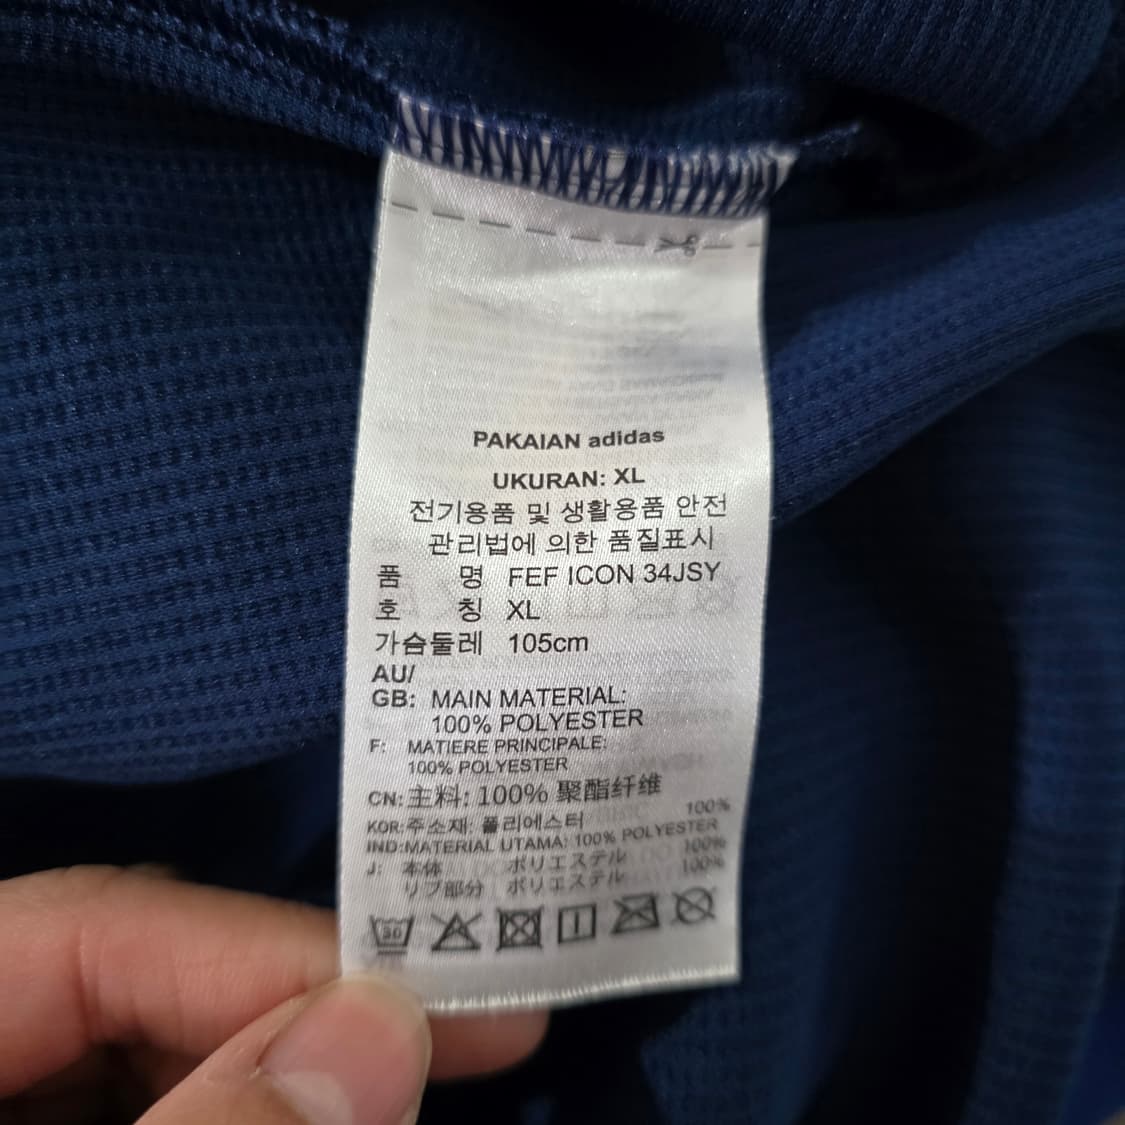 PAKAIAN adidas
UKURAN: XL
전기용품 및 생활용품 안전
관리법에 의한 품질표시
품 명 FEF ICON 34JSY
호 칭 XL
가슴둘레 105cm
AU/
GB: MAIN MATERIAL:
100% POLYESTER
F: MATIERE PRINCIPALE:
100% POLYESTER
CN: 主料: 100% 聚酯纤维
KOR: 주소재: 폴리에스터 100%
IND: MATERIAL UTAMA: 100% POLYESTER
J: 本体 ポリエステル 100%
リブ部分 ポリエステル 100%
30